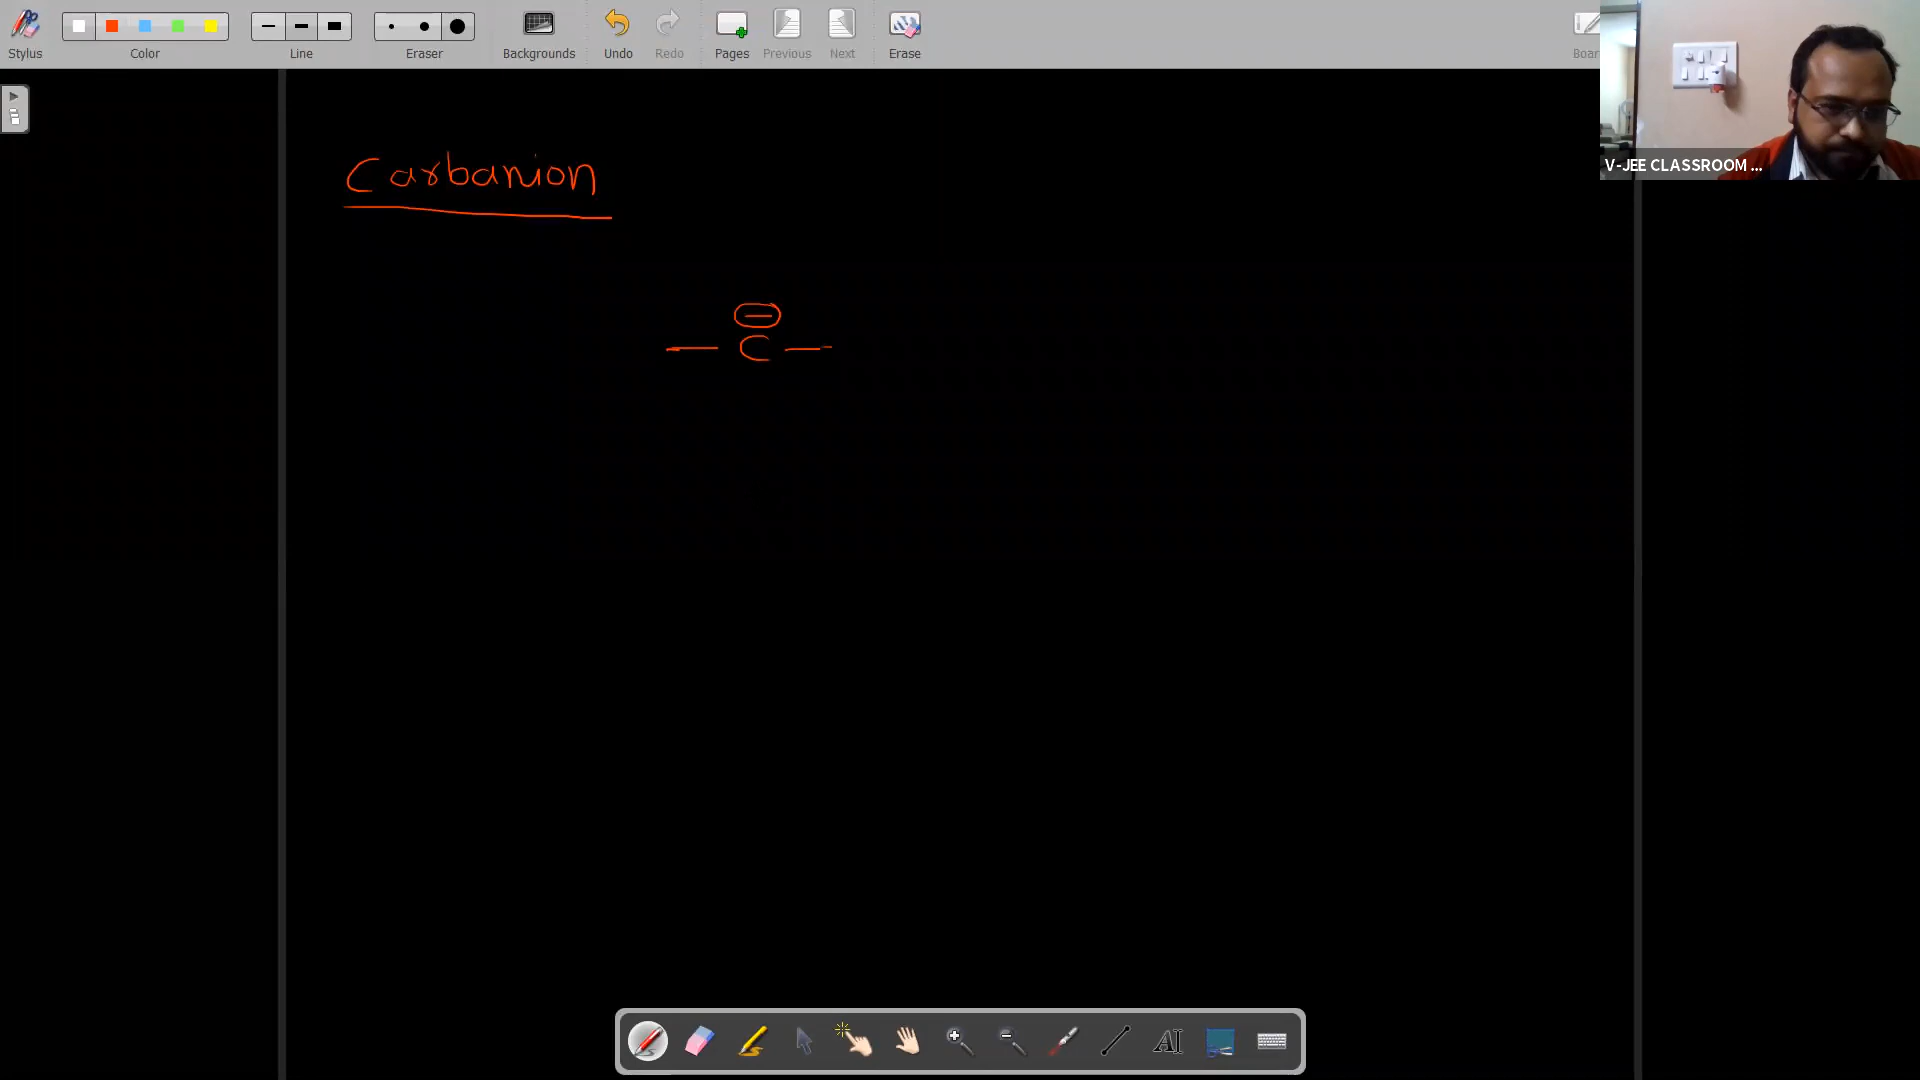 Stylus Color Line Eraser Backgrounds Undo Redo Pages Previous Next Erase
V-JEE CLASSROOM ...
Carbanion
⊖
— C —